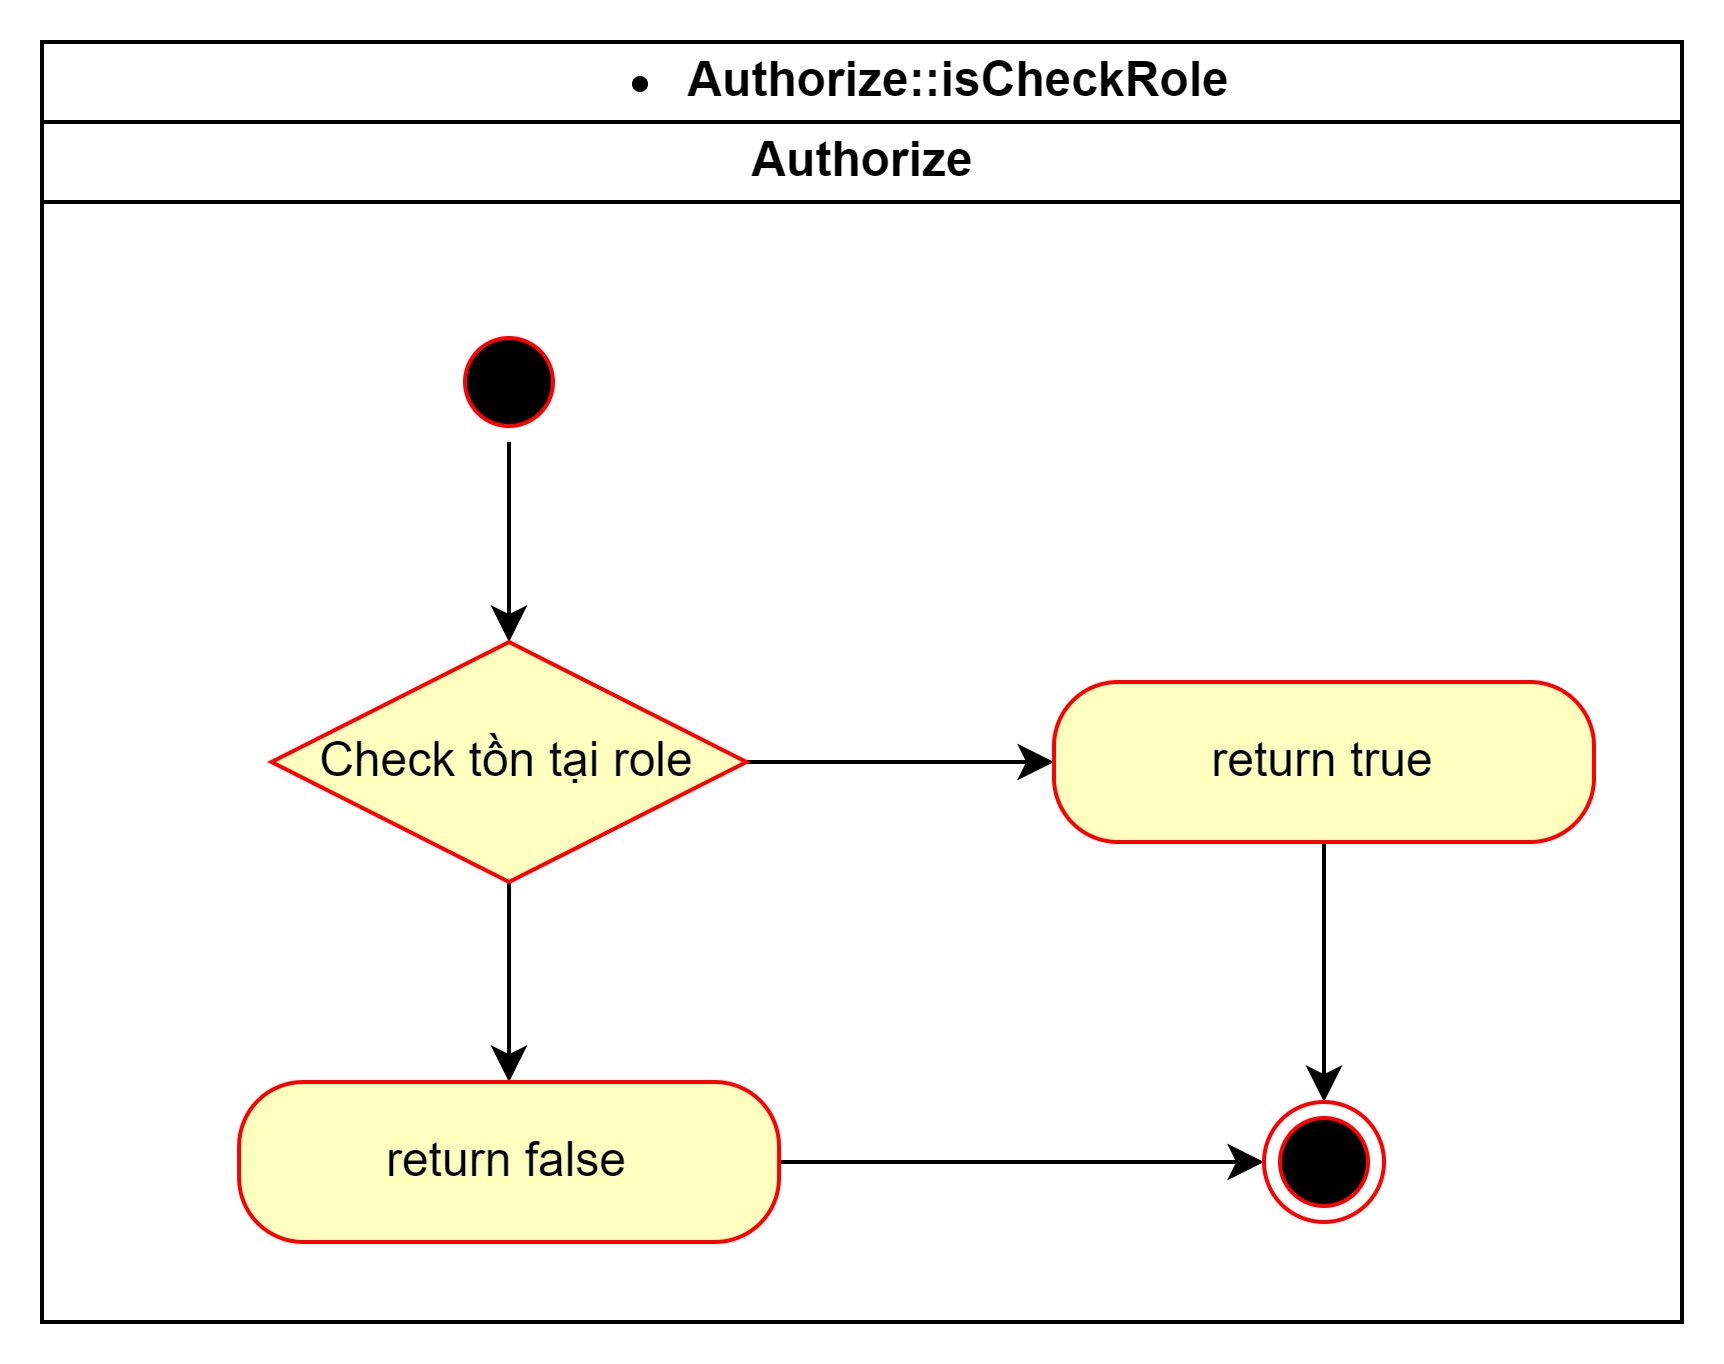 • Authorize::isCheckRole
Authorize
Check tồn tại role
return true
return false